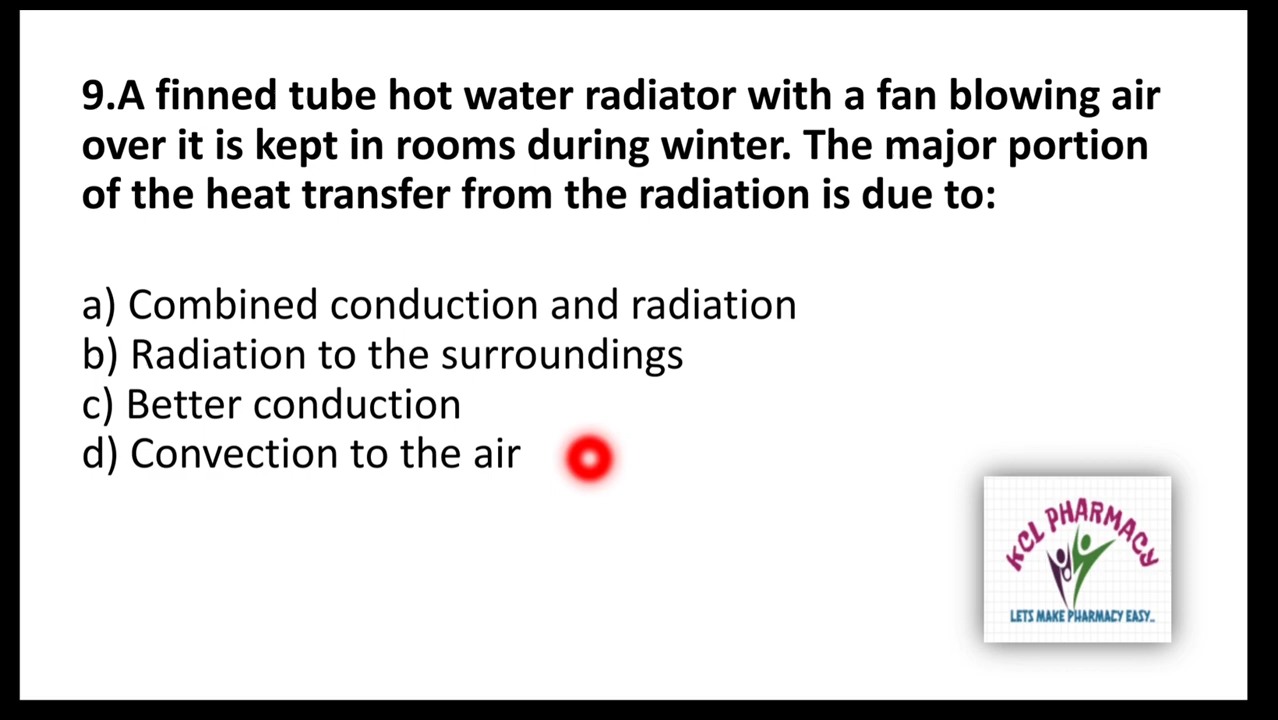 9.A finned tube hot water radiator with a fan blowing air
over it is kept in rooms during winter. The major portion
of the heat transfer from the radiation is due to:
a) Combined conduction and radiation
b) Radiation to the surroundings
c) Better conduction
d) Convection to the air
KCL PHARMACY
LETS MAKE PHARMACY EASY..